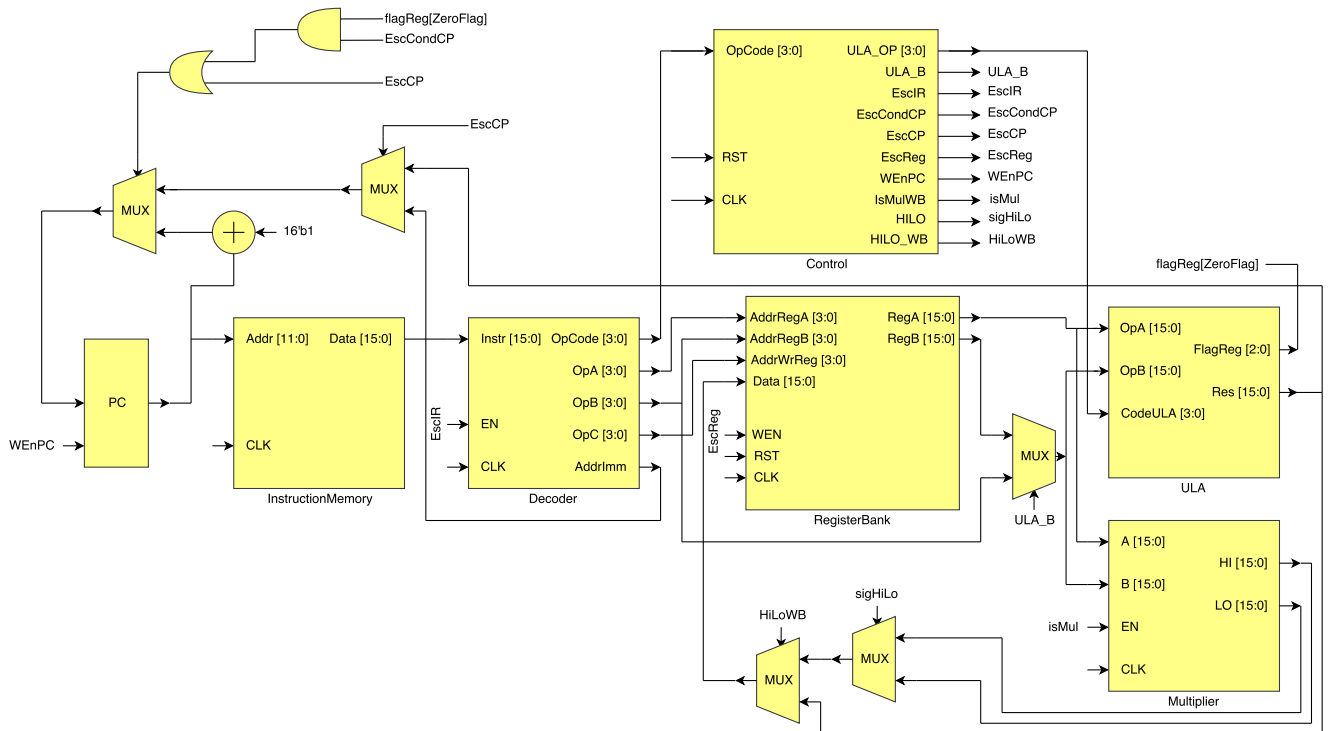 flagReg[ZeroFlag]
EscCondCP
EscCP
EscCP
MUX
MUX
16'b1
OpCode [3:0]
RST
CLK
ULA_OP [3:0]
ULA_B
EscIR
EscCondCP
EscCP
EscReg
WEnPC
IsMulWB
HILO
HILO_WB
ULA_B
EscIR
EscCondCP
EscCP
EscReg
WEnPC
isMul
sigHiLo
HiLoWB
Control
flagReg[ZeroFlag]
PC
WEnPC
Addr [11:0]
Data [15:0]
CLK
InstructionMemory
EscIR
Instr [15:0]
OpCode [3:0]
OpA [3:0]
OpB [3:0]
OpC [3:0]
AddrImm
EN
CLK
Decoder
EscReg
AddrRegA [3:0]
AddrRegB [3:0]
AddrWrReg [3:0]
Data [15:0]
WEN
RST
CLK
RegA [15:0]
RegB [15:0]
RegisterBank
MUX
ULA_B
OpA [15:0]
OpB [15:0]
CodeULA [3:0]
FlagReg [2:0]
Res [15:0]
ULA
A [15:0]
B [15:0]
isMul
EN
CLK
HI [15:0]
LO [15:0]
Multiplier
sigHiLo
HiLoWB
MUX
MUX